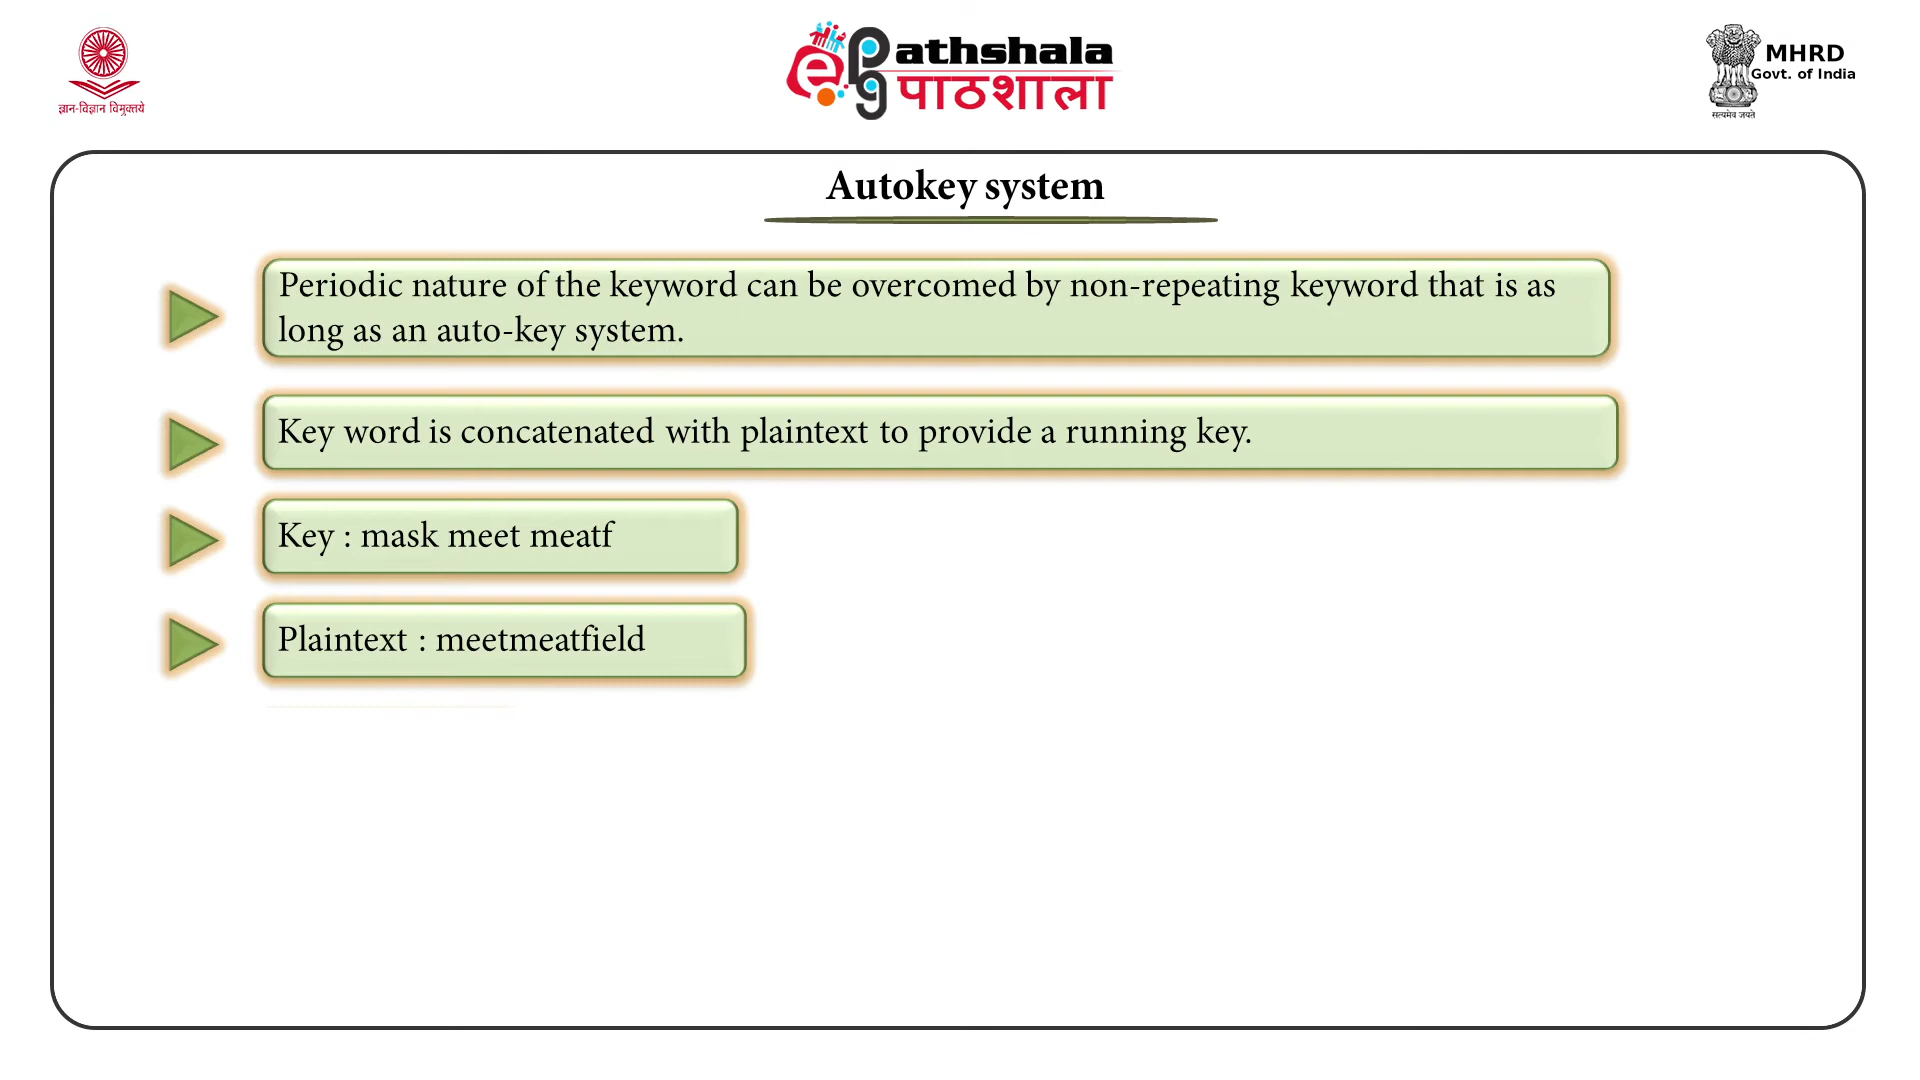 ज्ञान-विज्ञान विमुक्तये
ePG athshala
पाठशाला
MHRD
Govt. of India
सत्यमेव जयते
Autokey system
Periodic nature of the keyword can be overcomed by non-repeating keyword that is as
long as an auto-key system.
Key word is concatenated with plaintext to provide a running key.
Key : mask meet meatf
Plaintext : meetmeatfield